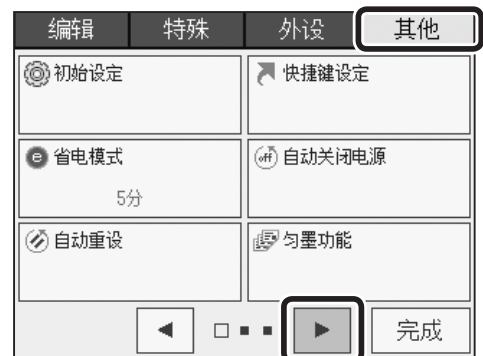 编辑 特殊 外设 其他
初始设定 快捷键设定
省电模式 自动关闭电源
5分
自动重设 匀墨功能
完成